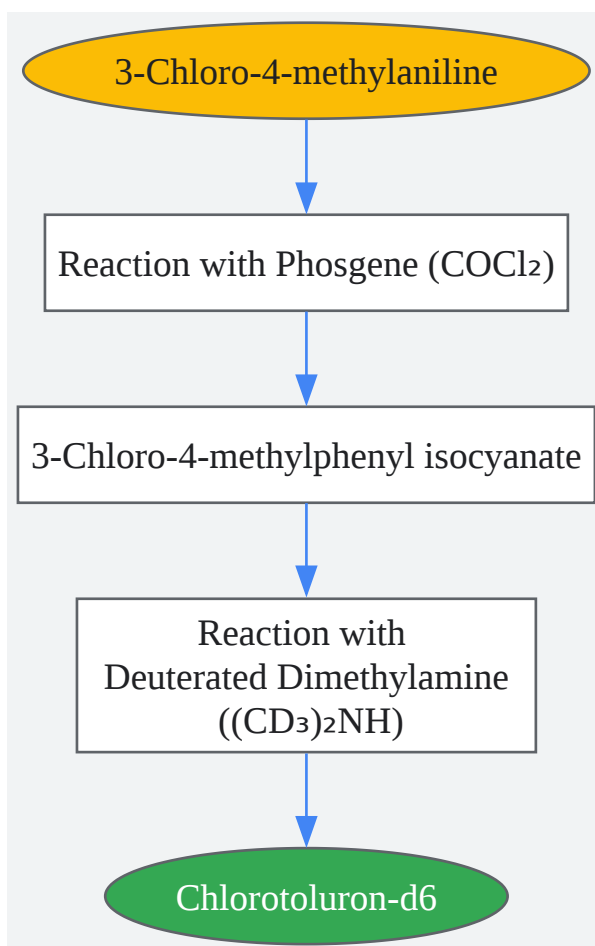 3-Chloro-4-methylaniline
Reaction with Phosgene (COCl₂)
3-Chloro-4-methylphenyl isocyanate
Reaction with
Deuterated Dimethylamine
((CD₃)₂NH)
Chlorotoluron-d6